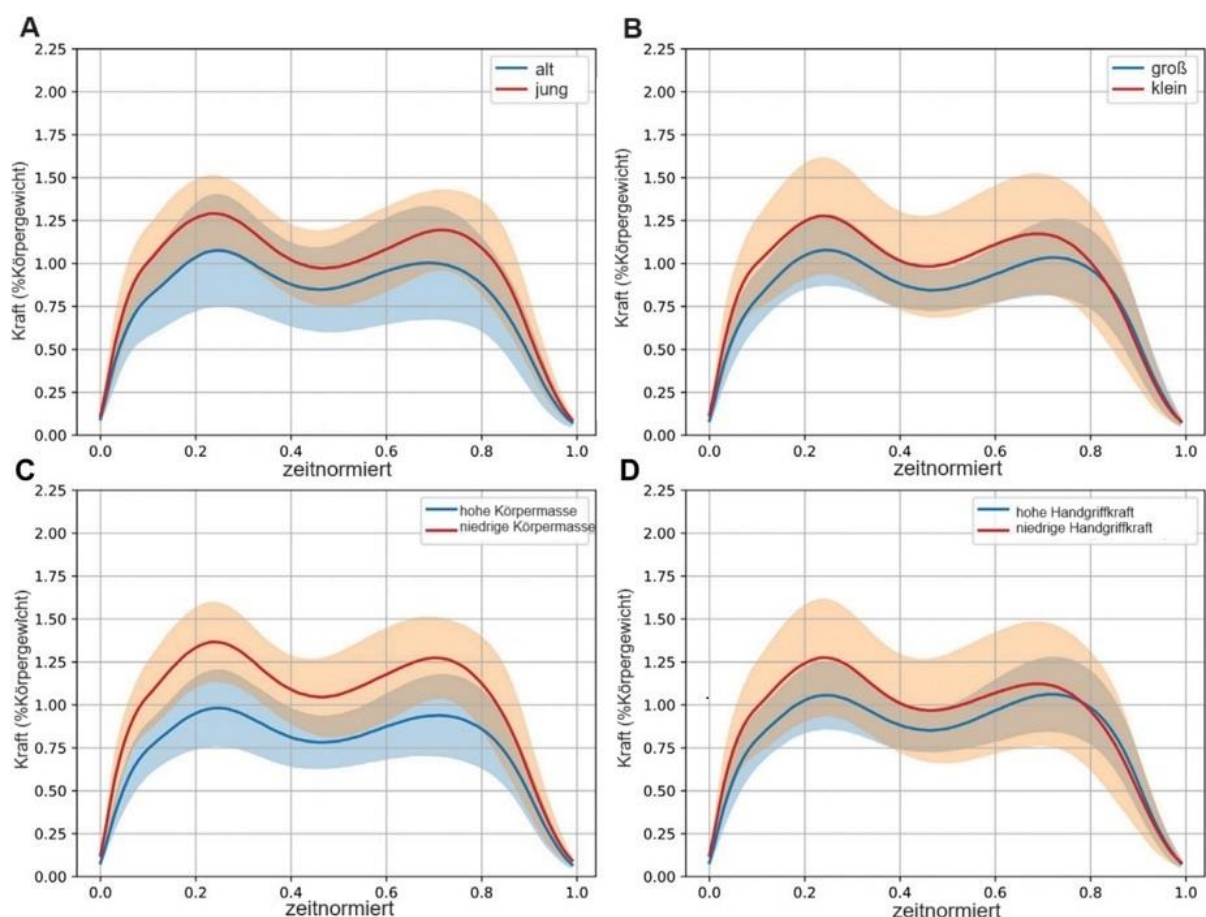 A
2.25
2.00
1.75
1.50
1.25
1.00
0.75
0.50
0.25
0.00
Kraft (%Körpergewicht)
alt
jung
0.0 0.2 0.4 0.6 0.8 1.0
zeitnormiert
B
2.25
2.00
1.75
1.50
1.25
1.00
0.75
0.50
0.25
0.00
Kraft (%Körpergewicht)
groß
klein
0.0 0.2 0.4 0.6 0.8 1.0
zeitnormiert
C
2.25
2.00
1.75
1.50
1.25
1.00
0.75
0.50
0.25
0.00
Kraft (%Körpergewicht)
hohe Körpermasse
niedrige Körpermasse
0.0 0.2 0.4 0.6 0.8 1.0
zeitnormiert
D
2.25
2.00
1.75
1.50
1.25
1.00
0.75
0.50
0.25
0.00
Kraft (%Körpergewicht)
hohe Handgriffkraft
niedrige Handgriffkraft
0.0 0.2 0.4 0.6 0.8 1.0
zeitnormiert